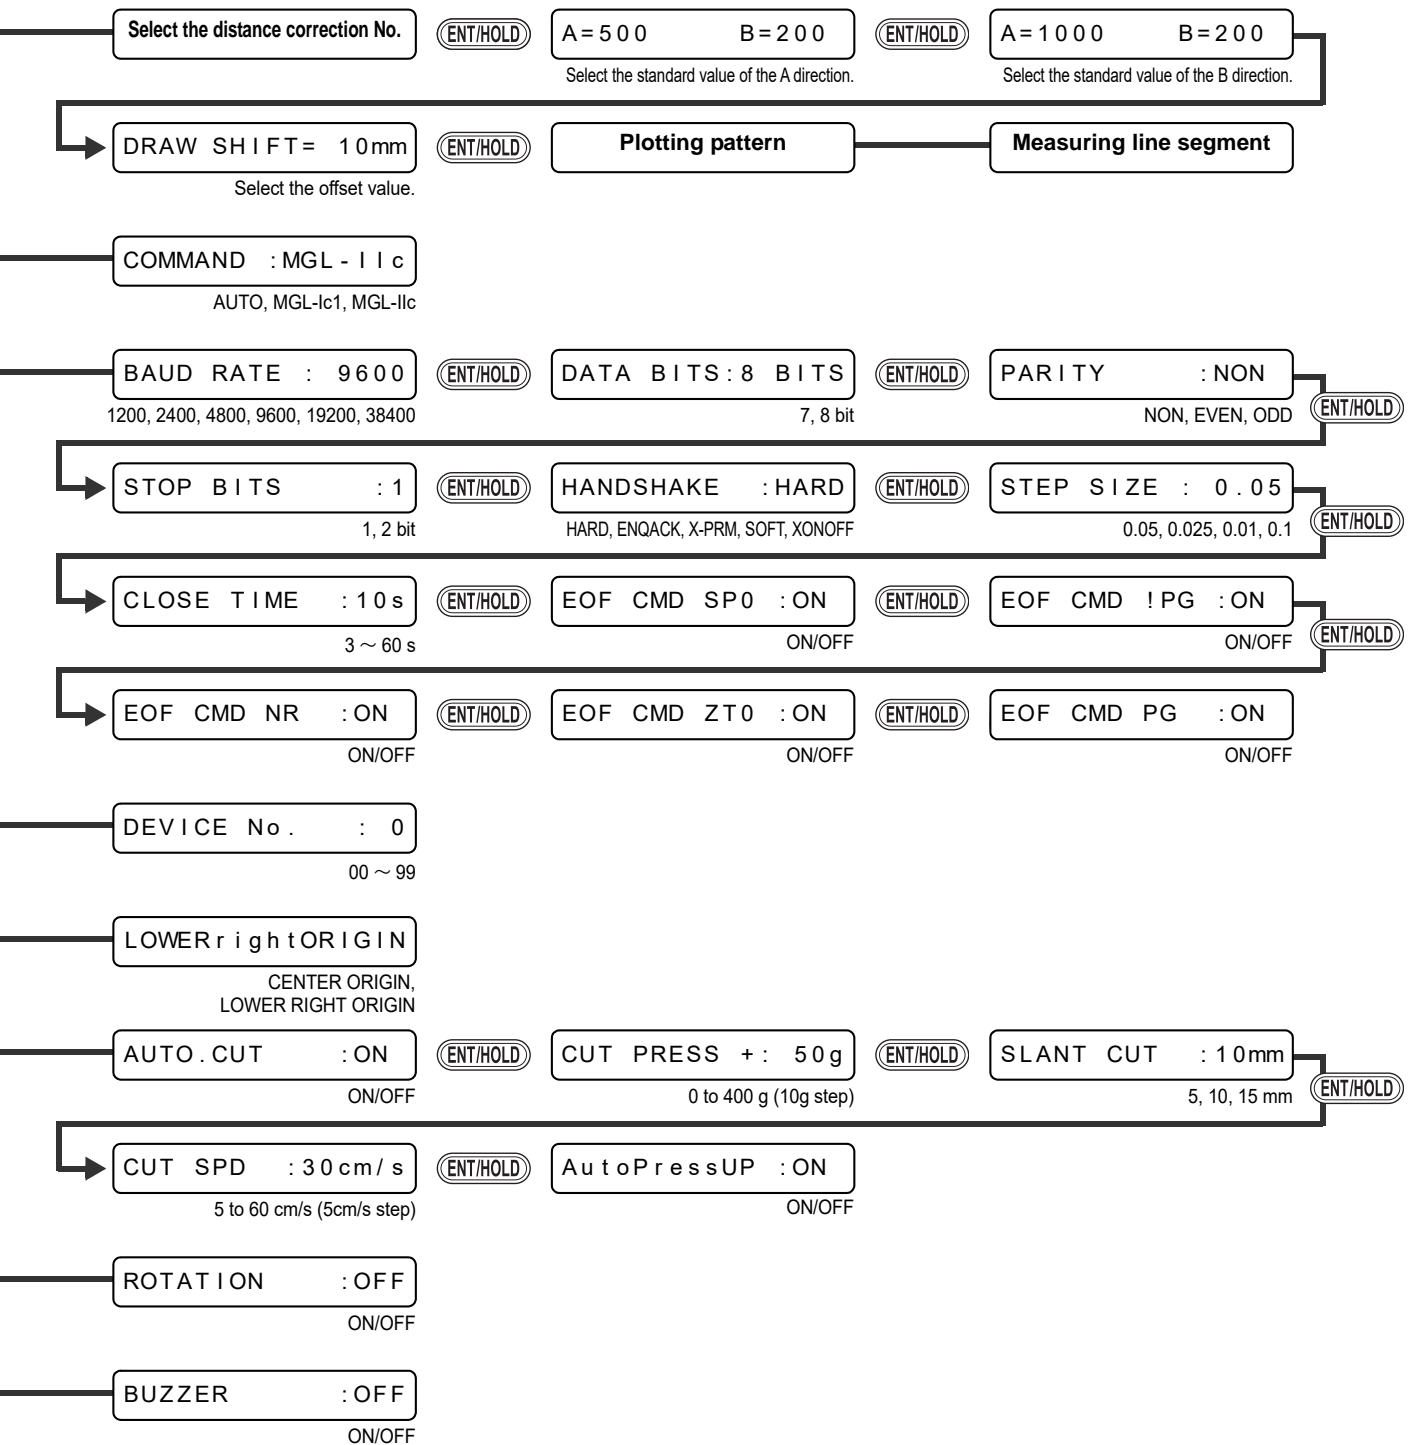 Select the distance correction No. ENT/HOLD A=500 B=200 ENT/HOLD A=1000 B=200
Select the standard value of the A direction. Select the standard value of the B direction.
DRAW SHIFT= 10mm ENT/HOLD Plotting pattern Measuring line segment
Select the offset value.
COMMAND :MGL-IIc
AUTO, MGL-Ic1, MGL-IIc
BAUD RATE : 9600 ENT/HOLD DATA BITS:8 BITS ENT/HOLD PARITY :NON
1200, 2400, 4800, 9600, 19200, 38400 7, 8 bit NON, EVEN, ODD ENT/HOLD
STOP BITS :1 ENT/HOLD HANDSHAKE :HARD ENT/HOLD STEP SIZE : 0.05
1, 2 bit HARD, ENQACK, X-PRM, SOFT, XONOFF 0.05, 0.025, 0.01, 0.1 ENT/HOLD
CLOSE TIME :10s ENT/HOLD EOF CMD SP0 :ON ENT/HOLD EOF CMD !PG :ON
3 ~ 60 s ON/OFF ON/OFF ENT/HOLD
EOF CMD NR :ON ENT/HOLD EOF CMD ZT0 :ON ENT/HOLD EOF CMD PG :ON
ON/OFF ON/OFF ON/OFF
DEVICE No. : 0
00 ~ 99
LOWERrightORIGIN
CENTER ORIGIN,
LOWER RIGHT ORIGIN
AUTO.CUT :ON ENT/HOLD CUT PRESS +: 50g ENT/HOLD SLANT CUT :10mm
ON/OFF 0 to 400 g (10g step) 5, 10, 15 mm ENT/HOLD
CUT SPD :30cm/s ENT/HOLD AutoPressUP :ON
5 to 60 cm/s (5cm/s step) ON/OFF
ROTATION :OFF
ON/OFF
BUZZER :OFF
ON/OFF